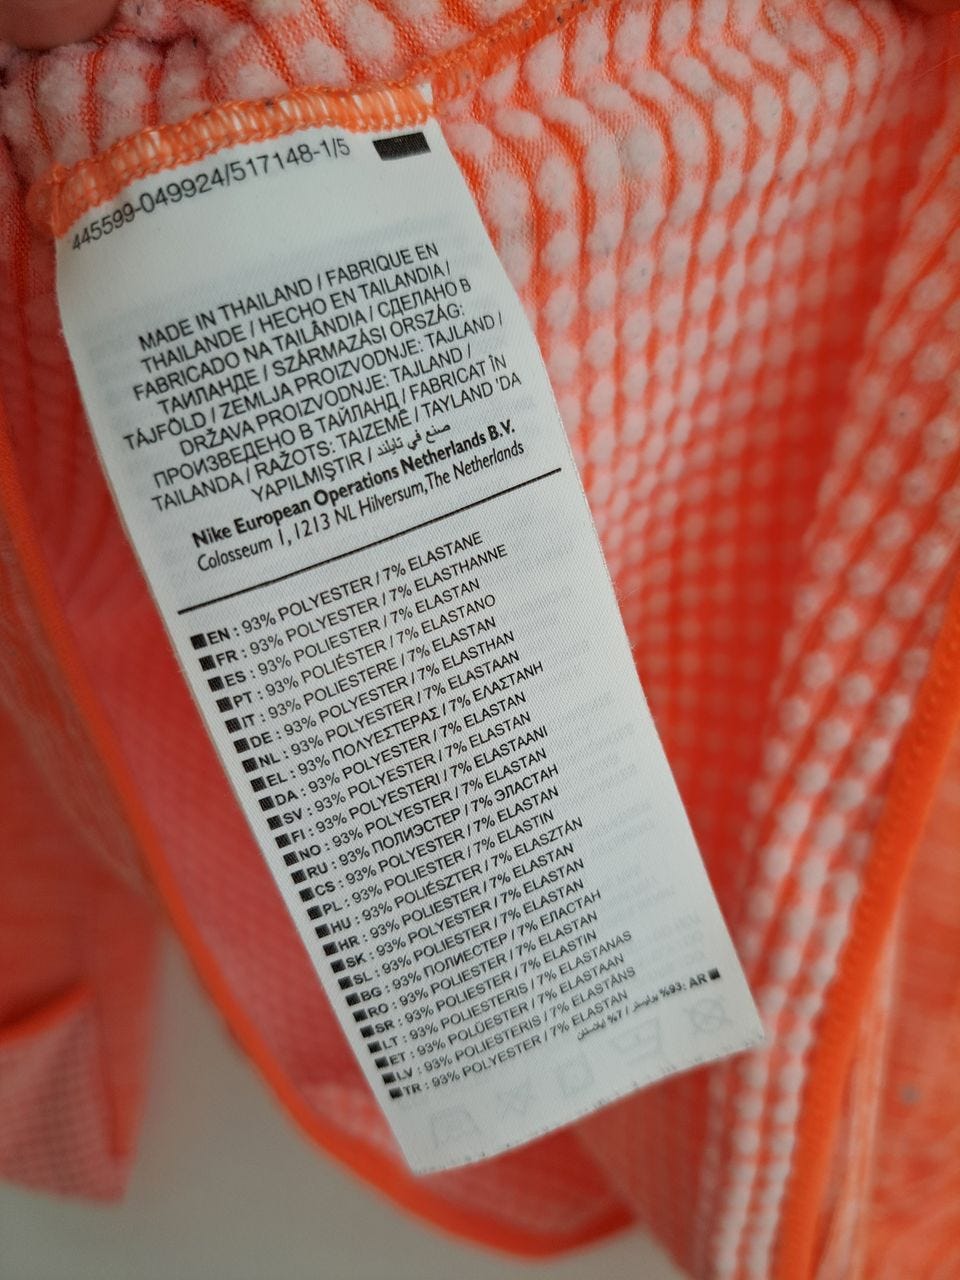 445599-049924/517148-1/5
MADE IN THAILAND / FABRIQUE EN
THAILANDE / HECHO EN TAILANDIA /
FABRICADO NA TAILÂNDIA / СДЕЛАНО В
ТАИЛАНДЕ / SZÁRMAZÁSI ORSZÁG:
TÁJFÖLD / ZEMLJA PROIZVODNJE: TAJLAND /
DRŽAVA PROIZVODNJE: TAJLAND /
ПРОИЗВЕДЕНО В ТАЙЛАНД / FABRICAT ÎN
TAILANDA / RAŽOTS: TAIZEMĒ / TAYLAND 'DA
YAPILMIŞTIR / صنع في تايلند
Nike European Operations Netherlands B.V.
Colosseum 1, 1213 NL Hilversum, The Netherlands
EN : 93% POLYESTER / 7% ELASTANE
FR : 93% POLYESTER / 7% ELASTHANNE
ES : 93% POLIESTER / 7% ELASTAN
PT : 93% POLIÉSTER / 7% ELASTANO
IT : 93% POLIESTERE / 7% ELASTAN
DE : 93% POLYESTER / 7% ELASTHAN
NL : 93% POLYESTER / 7% ELASTAAN
EL : 93% ΠΟΛΥΕΣΤΕΡΑΣ / 7% ΕΛΑΣΤΑΝΗ
DA : 93% POLYESTER / 7% ELASTAN
SV : 93% POLYESTER / 7% ELASTAN
FI : 93% POLYESTERI / 7% ELASTAANI
NO : 93% POLYESTER / 7% ELASTAN
RU : 93% ПОЛИЭСТЕР / 7% ЭЛАСТАН
CS : 93% POLYESTER / 7% ELASTAN
PL : 93% POLIESTER / 7% ELASTIN
HU : 93% POLIÉSZTER / 7% ELASZTÁN
HR : 93% POLIESTER / 7% ELASTAN
SK : 93% POLYESTER / 7% ELASTAN
SL : 93% POLIESTER / 7% ELASTAN
BG : 93% ПОЛИЕСТЕР / 7% ЕЛАСТАН
RO : 93% POLIESTER / 7% ELASTAN
SR : 93% POLIESTER / 7% ELASTIN
LT : 93% POLIESTERIS / 7% ELASTANAS
ET : 93% POLÜESTER / 7% ELASTAAN
LV : 93% POLIESTERIS / 7% ELASTĀNS
TR : 93% POLYESTER / 7% ELASTAN
AR :93% بوليستر / 7%